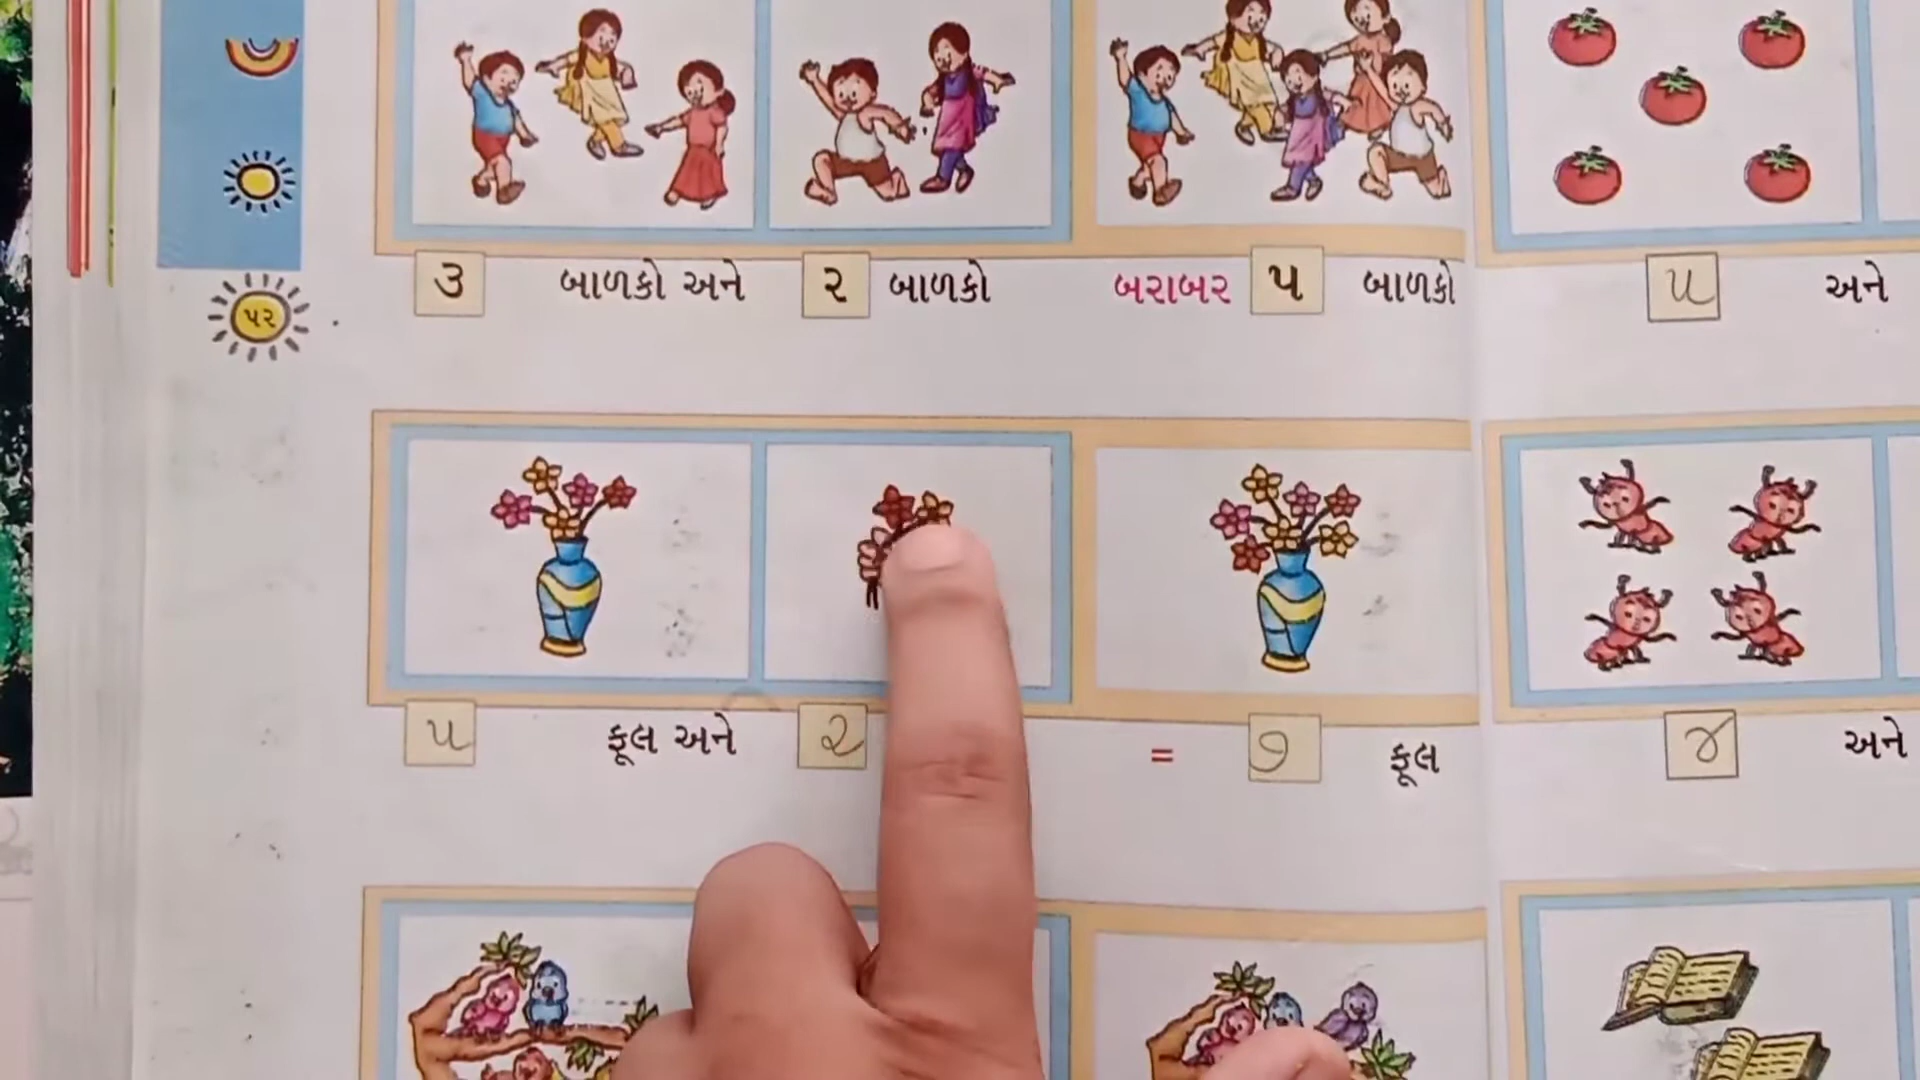 ૩ બાળકો અને ૨ બાળકો બરાબર ૫ બાળકો
૫ અને
૫૨
૫ ફૂલ અને ૨ = ૭ ફૂલ
૪ અને